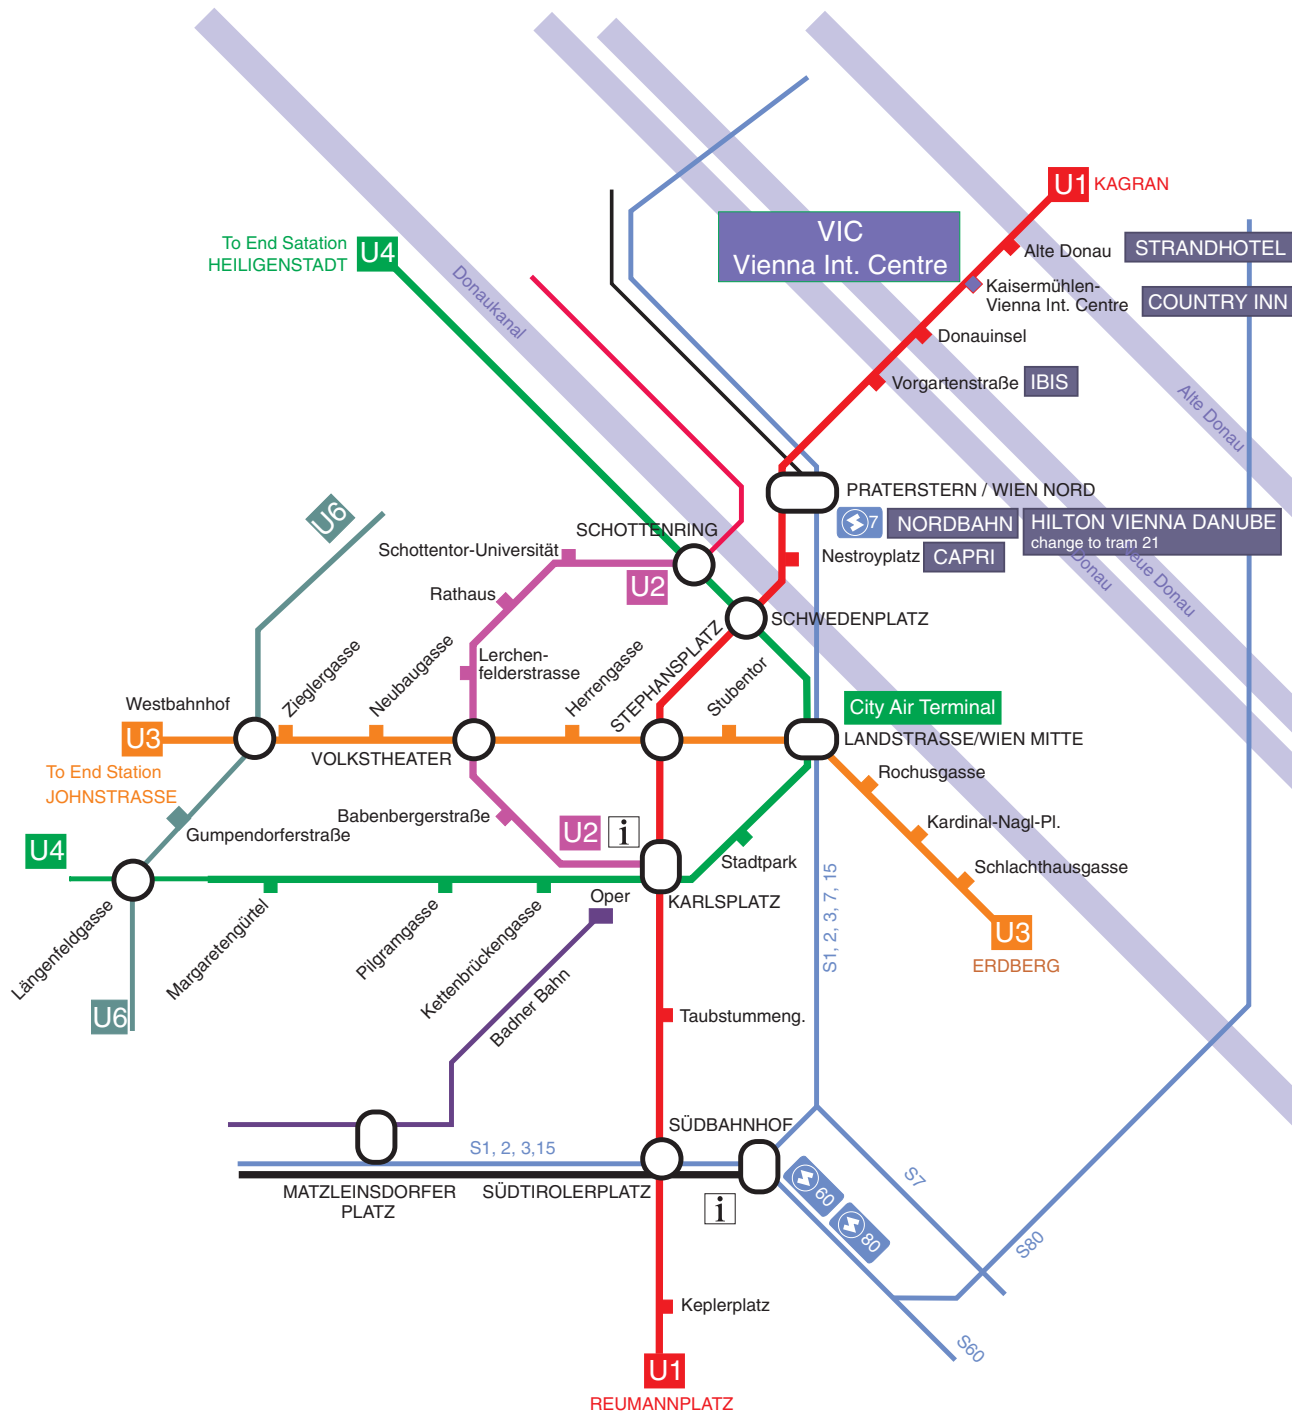 U1 KAGRAN
VIC
Vienna Int. Centre
To End Satation
HEILIGENSTADT
U4
Alte Donau
STRANDHOTEL
Donaukanal
Kaisermühlen-
Vienna Int. Centre
COUNTRY INN
Donauinsel
Vorgartenstraße
IBIS
Alte Donau
PRATERSTERN / WIEN NORD
7
NORDBAHN
HILTON VIENNA DANUBE
change to tram 21
U6
SCHOTTENRING
Schottentor-Universität
Nestroyplatz
CAPRI
Donau
eue Donau
U2
Rathaus
SCHWEDENPLATZ
Lerchen-
felderstrasse
Zieglergasse
Neubaugasse
Herrengasse
STEPHANSPLATZ
Stubentor
Westbahnhof
City Air Terminal
U3
VOLKSTHEATER
LANDSTRASSE/WIEN MITTE
To End Station
JOHNSTRASSE
Rochusgasse
Babenbergerstraße
U2
i
Gumpendorferstraße
Kardinal-Nagl-Pl.
U4
Stadtpark
Schlachthausgasse
Oper
KARLSPLATZ
Längenfeldgasse
Margaretengürtel
Pilgramgasse
Kettenbrückengasse
S1, 2, 3, 7, 15
U3
ERDBERG
U6
Badner Bahn
Taubstummeng.
SÜDBAHNHOF
S1, 2, 3,15
MATZLEINSDORFER
PLATZ
SÜDTIROLERPLATZ
60
80
i
S7
S80
Keplerplatz
S60
U1
REUMANNPLATZ